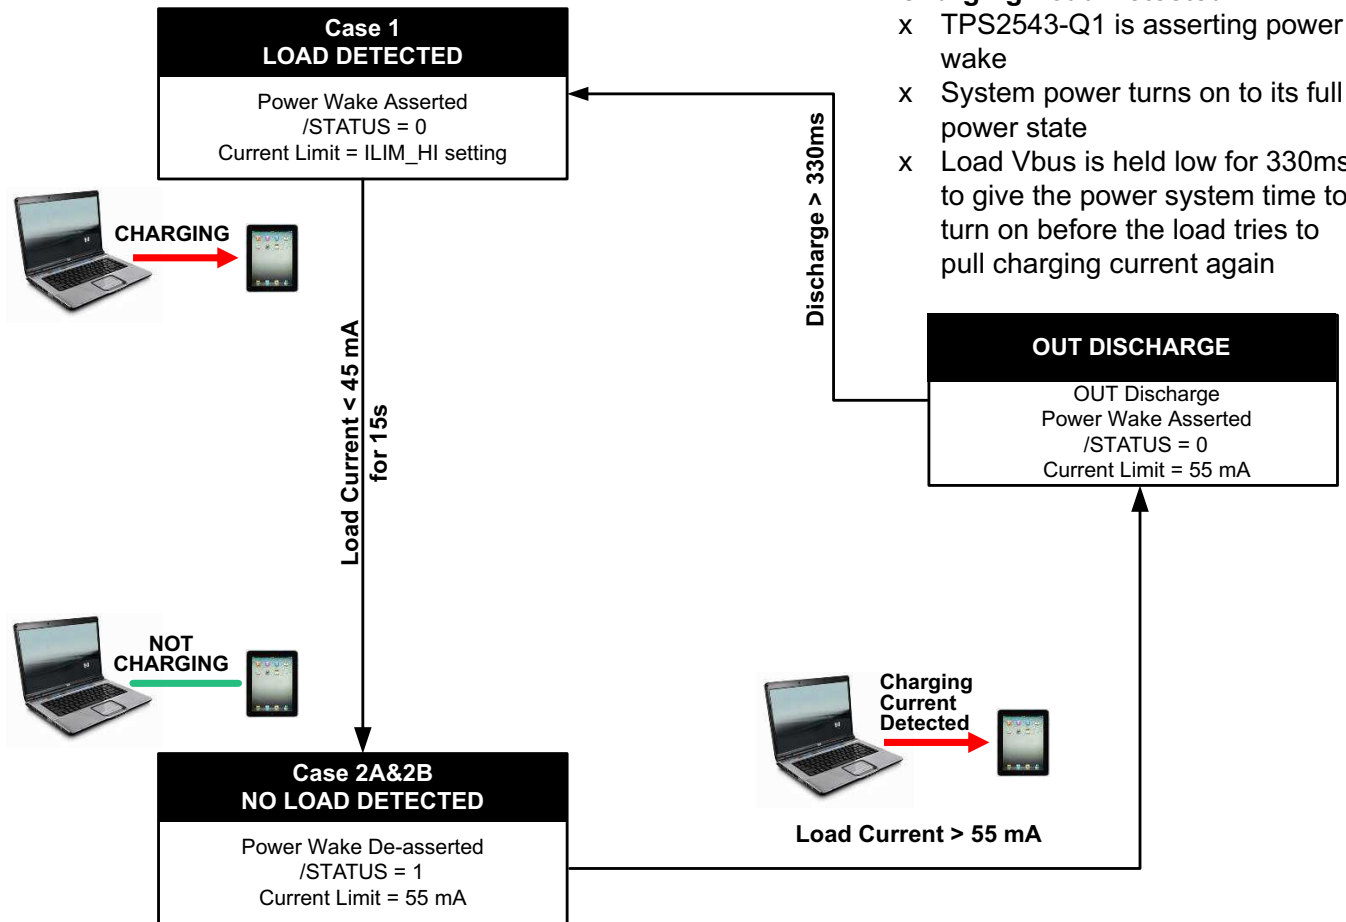 Case 1
LOAD DETECTED
Power Wake Asserted
/STATUS = 0
Current Limit = ILIM_HI setting
x TPS2543-Q1 is asserting power
wake
x System power turns on to its full
power state
x Load Vbus is held low for 330ms
to give the power system time to
turn on before the load tries to
pull charging current again
CHARGING
Discharge > 330ms
Load Current < 45 mA
for 15s
OUT DISCHARGE
OUT Discharge
Power Wake Asserted
/STATUS = 0
Current Limit = 55 mA
NOT
CHARGING
Charging
Current
Detected
Load Current > 55 mA
Case 2A&2B
NO LOAD DETECTED
Power Wake De-asserted
/STATUS = 1
Current Limit = 55 mA